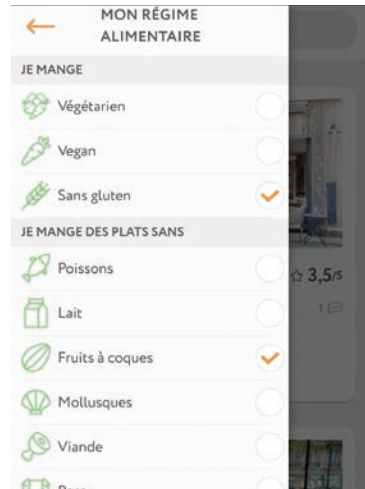 MON RÉGIME
ALIMENTAIRE
JE MANGE
Végétarien
Vegan
Sans gluten
JE MANGE DES PLATS SANS
Poissons
3,5/5
Lait
1
Fruits à coques
Mollusques
Viande